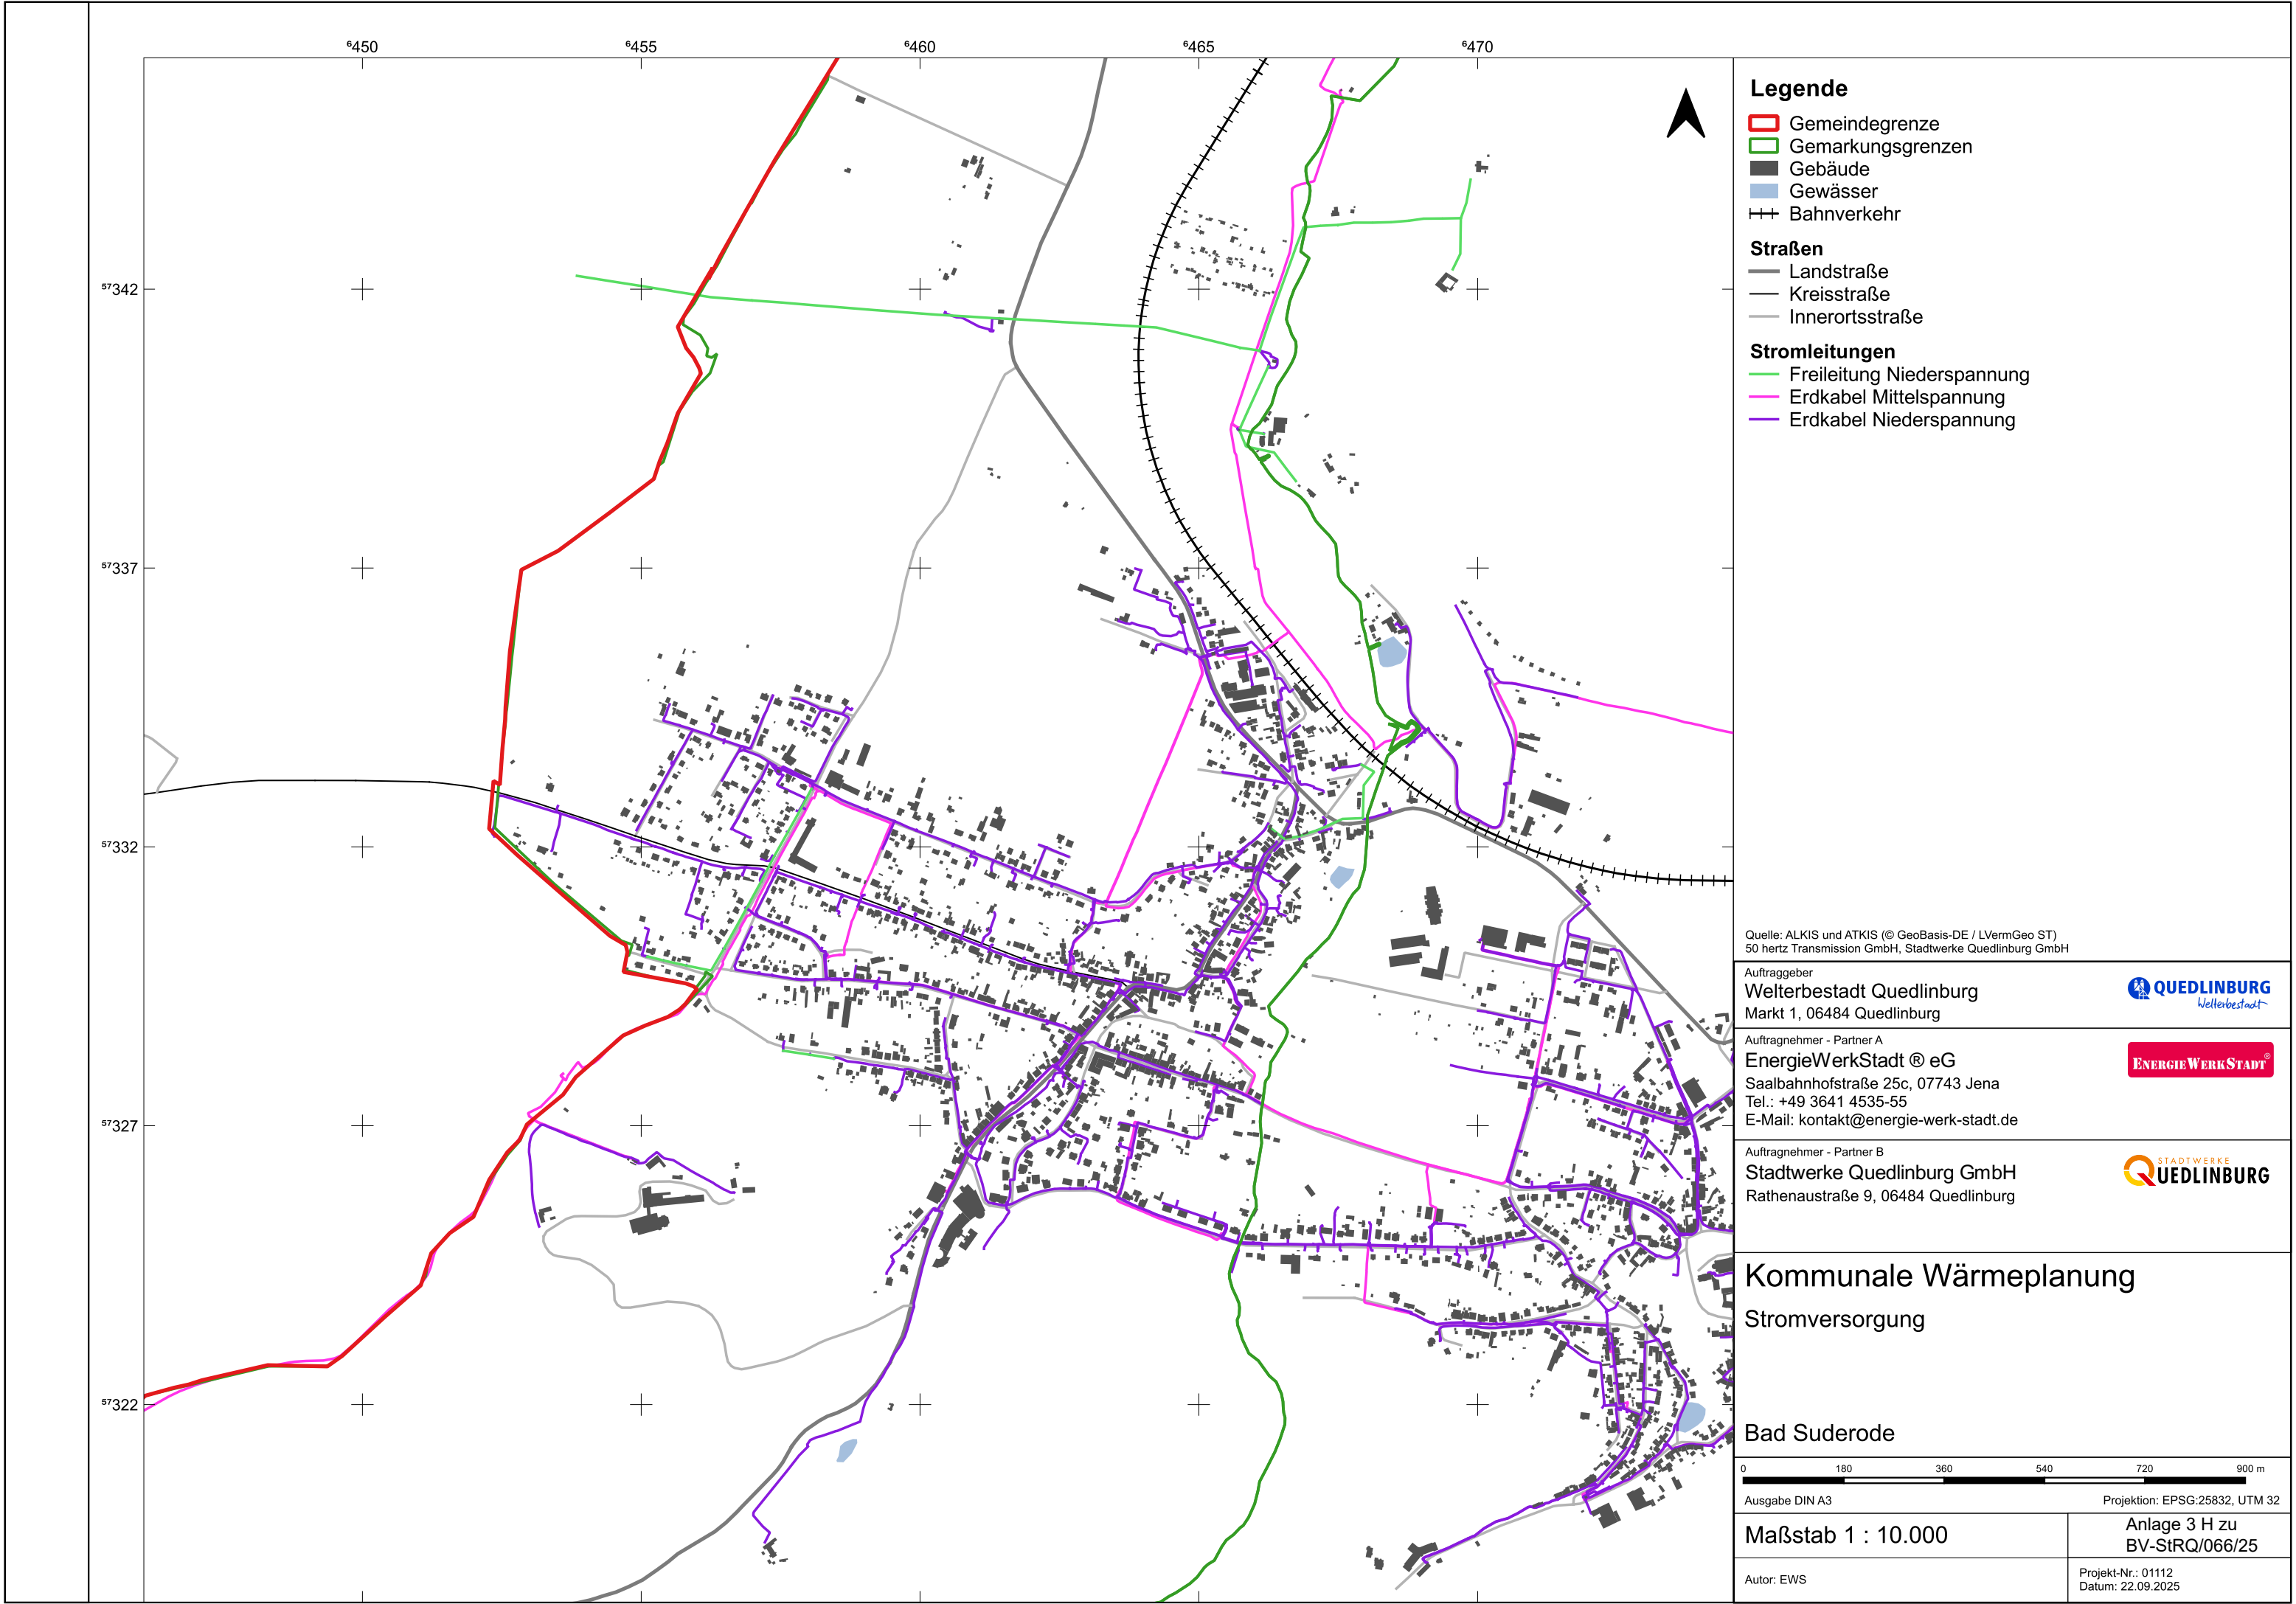 ⁶450 ⁶455 ⁶460 ⁶465 ⁶470
⁵⁷342
⁵⁷337
⁵⁷332
⁵⁷327
⁵⁷322
Legende
Gemeindegrenze
Gemarkungsgrenzen
Gebäude
Gewässer
Bahnverkehr
Straßen
Landstraße
Kreisstraße
Innerortsstraße
Stromleitungen
Freileitung Niederspannung
Erdkabel Mittelspannung
Erdkabel Niederspannung
Quelle: ALKIS und ATKIS (© GeoBasis-DE / LVermGeo ST)
50 hertz Transmission GmbH, Stadtwerke Quedlinburg GmbH
Auftraggeber
Welterbestadt Quedlinburg
Markt 1, 06484 Quedlinburg
QUEDLINBURG
Welterbestadt
Auftragnehmer - Partner A
EnergieWerkStadt ® eG
Saalbahnhofstraße 25c, 07743 Jena
Tel.: +49 3641 4535-55
E-Mail: kontakt@energie-werk-stadt.de
ENERGIEWERKSTADT®
Auftragnehmer - Partner B
Stadtwerke Quedlinburg GmbH
Rathenaustraße 9, 06484 Quedlinburg
STADTWERKE
QUEDLINBURG
Kommunale Wärmeplanung
Stromversorgung
Bad Suderode
0 180 360 540 720 900 m
Ausgabe DIN A3 Projektion: EPSG:25832, UTM 32
Maßstab 1 : 10.000
Anlage 3 H zu
BV-StRQ/066/25
Autor: EWS
Projekt-Nr.: 01112
Datum: 22.09.2025